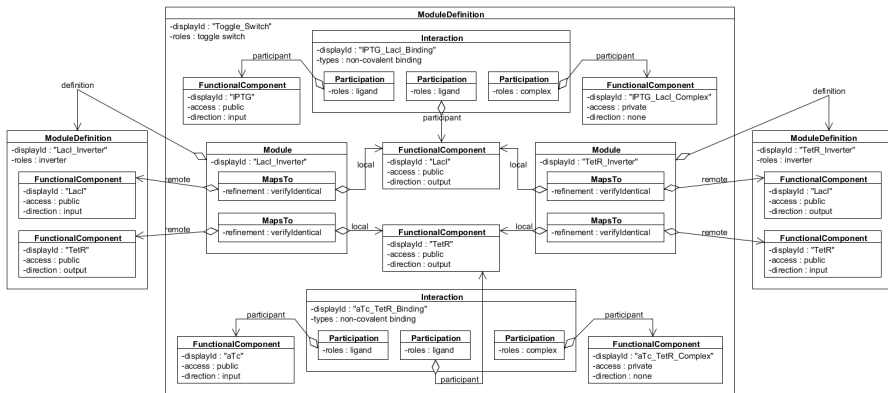 ModuleDefinition
-displayId : "Toggle_Switch"
-roles : toggle switch
Interaction
-displayId : "IPTG_LacI_Binding"
-types : non-covalent binding
participant
participant
Participation
-roles : ligand
Participation
-roles : ligand
Participation
-roles : complex
participant
FunctionalComponent
-displayId : "IPTG"
-access : public
-direction : input
FunctionalComponent
-displayId : "IPTG_LacI_Complex"
-access : private
-direction : none
definition
definition
ModuleDefinition
-displayId : "LacI_Inverter"
-roles : inverter
FunctionalComponent
-displayId : "LacI"
-access : public
-direction : input
FunctionalComponent
-displayId : "TetR"
-access : public
-direction : output
remote
remote
Module
-displayId : "LacI_Inverter"
MapsTo
-refinement : verifyIdentical
MapsTo
-refinement : verifyIdentical
local
local
FunctionalComponent
-displayId : "LacI"
-access : public
-direction : output
FunctionalComponent
-displayId : "TetR"
-access : public
-direction : output
local
local
Module
-displayId : "TetR_Inverter"
MapsTo
-refinement : verifyIdentical
MapsTo
-refinement : verifyIdentical
remote
remote
ModuleDefinition
-displayId : "TetR_Inverter"
-roles : inverter
FunctionalComponent
-displayId : "LacI"
-access : public
-direction : output
FunctionalComponent
-displayId : "TetR"
-access : public
-direction : input
Interaction
-displayId : "aTc_TetR_Binding"
-types : non-covalent binding
participant
participant
Participation
-roles : ligand
Participation
-roles : ligand
Participation
-roles : complex
participant
FunctionalComponent
-displayId : "aTc"
-access : public
-direction : input
FunctionalComponent
-displayId : "aTc_TetR_Complex"
-access : private
-direction : none